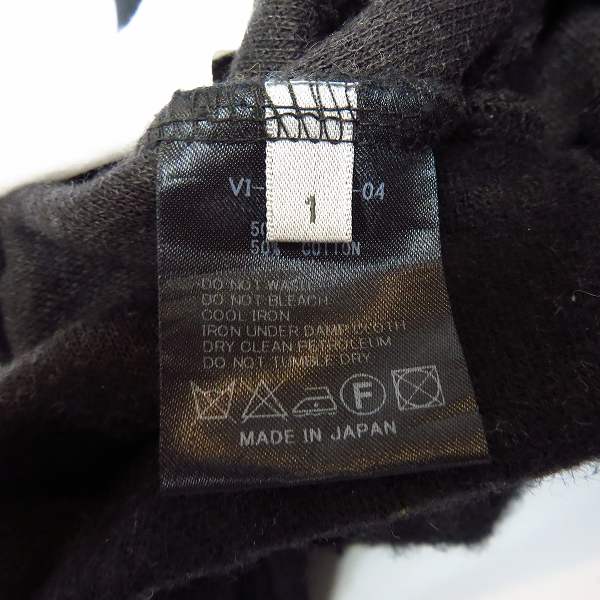 VI- -04
1
50% COTTON
DO NOT WASH
DO NOT BLEACH
COOL IRON
IRON UNDER DAMP CLOTH
DRY CLEAN PETROLEUM
DO NOT TUMBLE DRY
F
MADE IN JAPAN